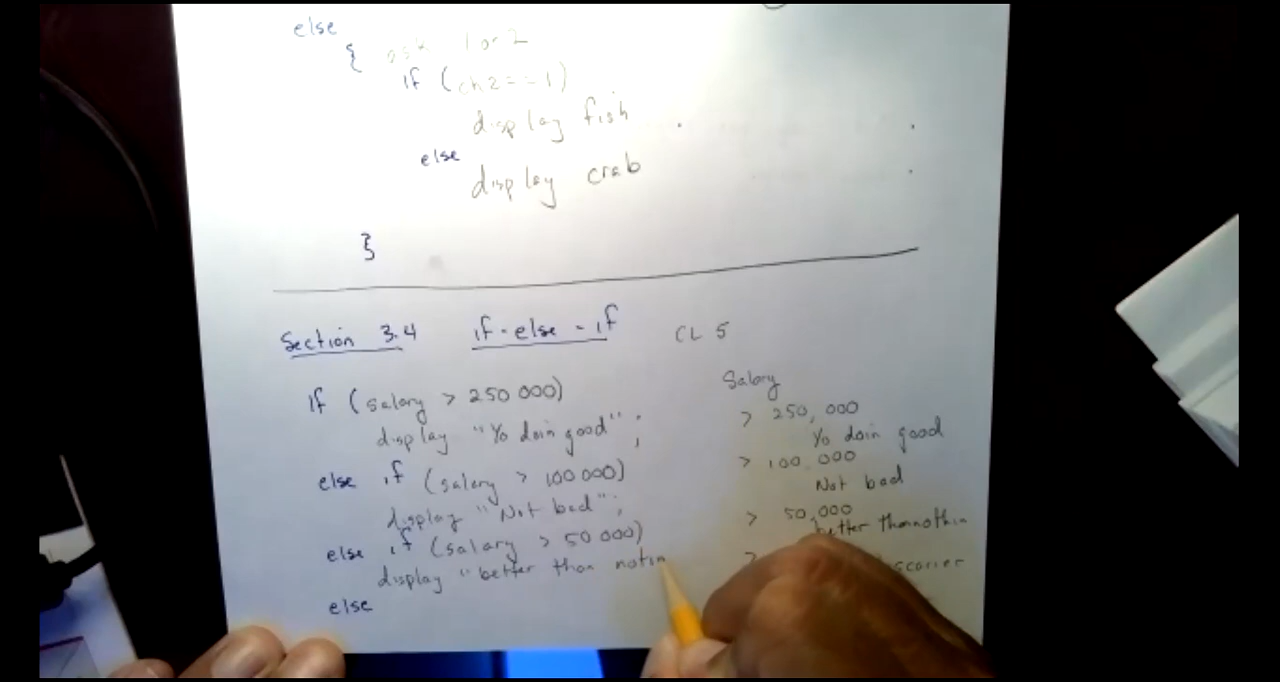 else
{ ask 1 or 2
if (ch2 == 1)
display fish
else
display crab
}
Section 3.4 if-else-if CL 5
if (salary > 250 000)
display "Yo doin good" ;
else if (salary > 100 000)
display "Not bad" ;
else if (salary > 50 000)
display "better than notin
else
Salary
> 250,000
Yo doin good
> 100,000
Not bad
> 50,000
better than nothin
>